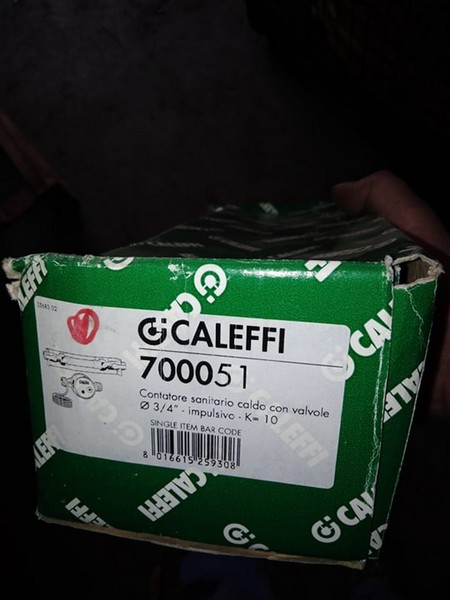 CALEFFI
700051
Contatore sanitario caldo con valvole
Ø 3/4" - impulsivo - K= 10
SINGLE ITEM BAR CODE
8 016615 259308
CALEFFI
CALEFFI
CALEFFI
CALEFFI